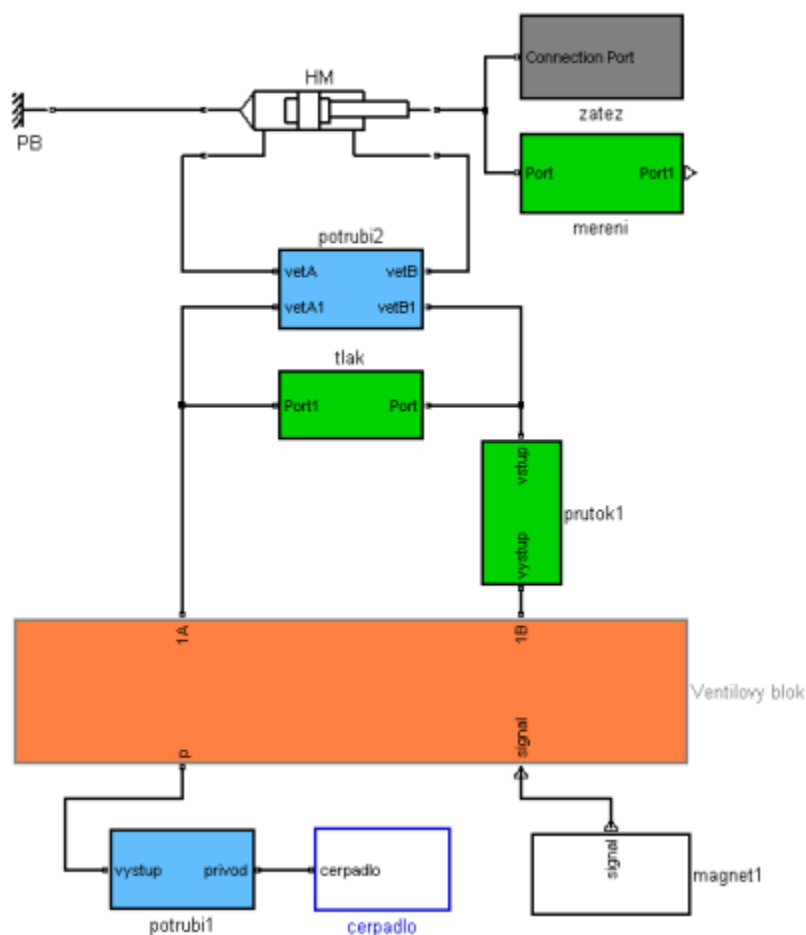 HM
Connection Port
zatez
PB
Port Port1
mereni
potrubi2
vetA vetB
vetA1 vetB1
tlak
Port1 Port
vstup
prutok1
vystup
1A 1B
Ventilovy blok
p signal
vystup privod
cerpadlo
signal
magnet1
potrubi1
cerpadlo